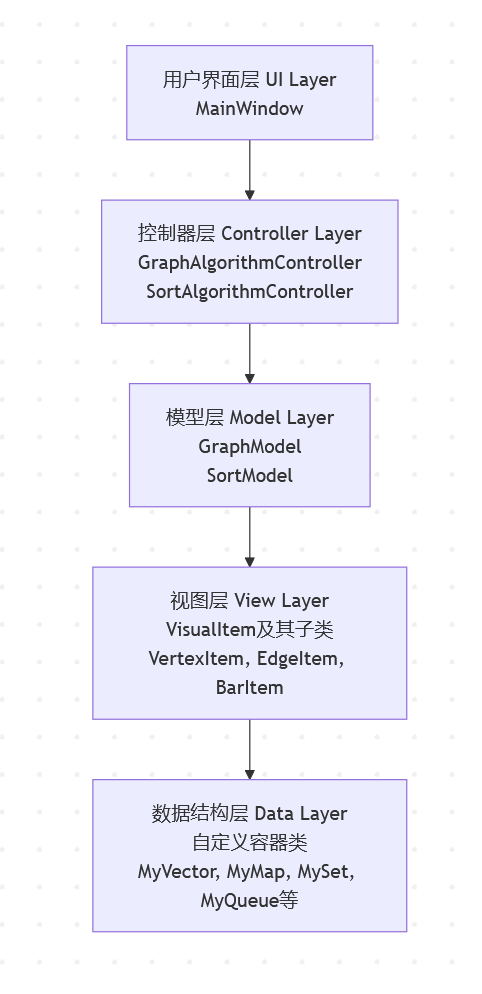 用户界面层 UI Layer
MainWindow
控制器层 Controller Layer
GraphAlgorithmController
SortAlgorithmController
模型层 Model Layer
GraphModel
SortModel
视图层 View Layer
VisualItem及其子类
VertexItem, EdgeItem,
BarItem
数据结构层 Data Layer
自定义容器类
MyVector, MyMap, MySet,
MyQueue等